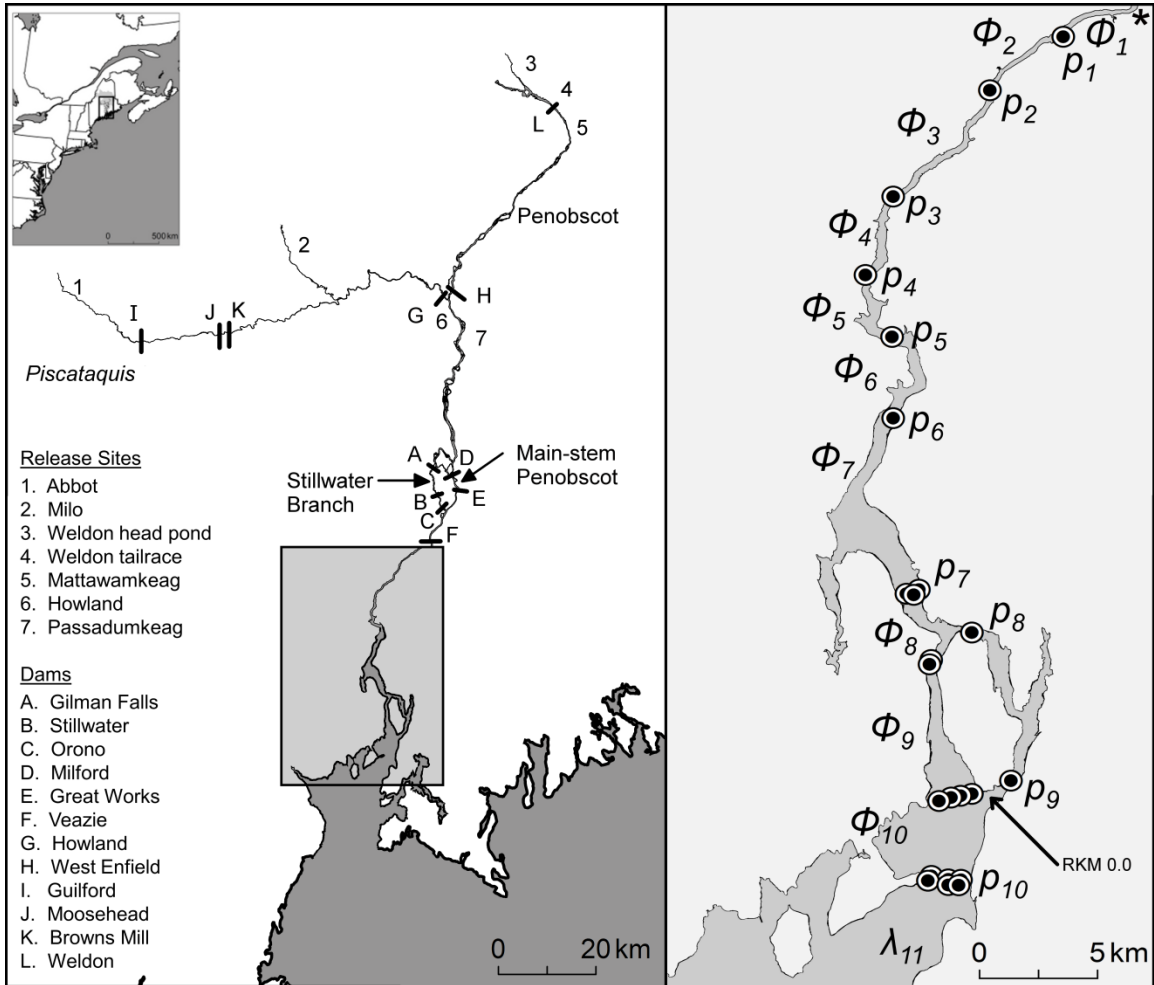 0 500 km
3
4
L
5
Penobscot
2
1
I
J K
G
H
6
7
Piscataquis
A
D
Main-stem
Penobscot
Stillwater
Branch
B
E
C
F
Release Sites
1. Abbot
2. Milo
3. Weldon head pond
4. Weldon tailrace
5. Mattawamkeag
6. Howland
7. Passadumkeag
Dams
A. Gilman Falls
B. Stillwater
C. Orono
D. Milford
E. Great Works
F. Veazie
G. Howland
H. West Enfield
I. Guilford
J. Moosehead
K. Browns Mill
L. Weldon
0 20 km
*
Φ1
p1
Φ2
p2
Φ3
p3
Φ4
p4
Φ5
p5
Φ6
p6
Φ7
p7
p8
Φ8
Φ9
p9
Φ10
RKM 0.0
p10
λ11
0 5 km